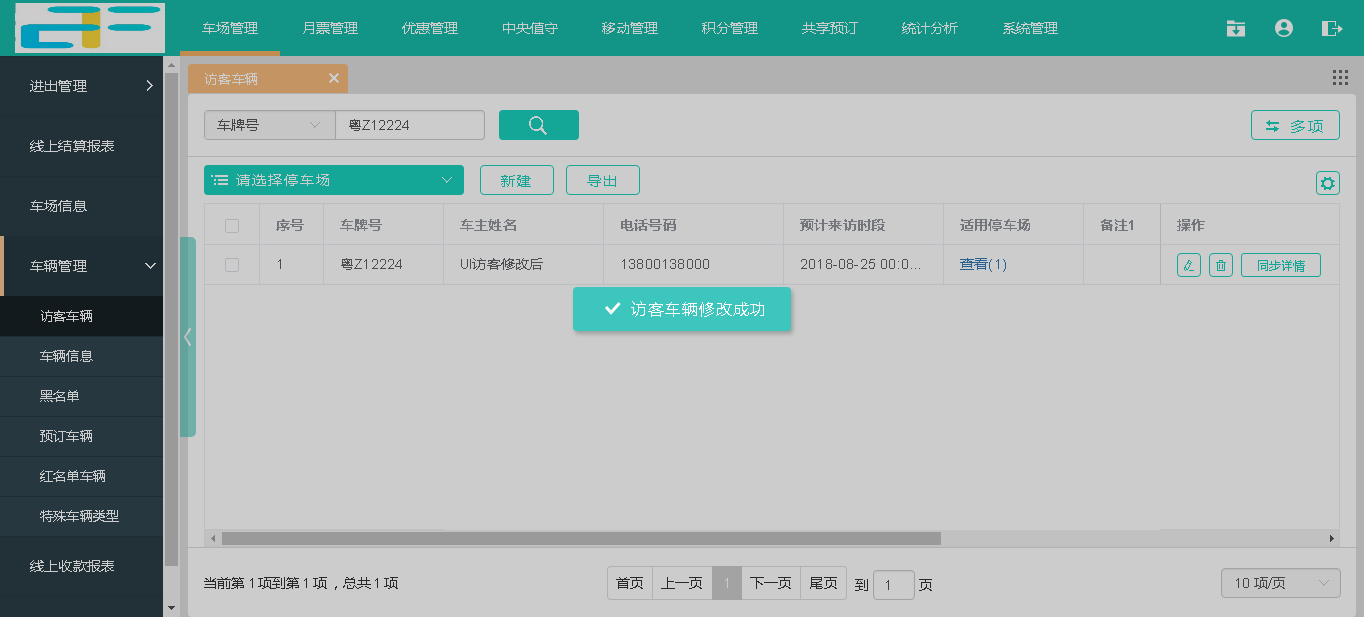 车场管理 月票管理 优惠管理 中央值守 移动管理 积分管理 共享预订 统计分析 系统管理
进出管理
线上结算报表
车场信息
车辆管理
访客车辆
车辆信息
黑名单
预订车辆
红名单车辆
特殊车辆类型
线上收款报表
访客车辆
车牌号 粤Z12224 多项
请选择停车场 新建 导出
序号 车牌号 车主姓名 电话号码 预计来访时段 适用停车场 备注1 操作
1 粤Z12224 UI访客修改后 13800138000 2018-08-25 00:0... 查看(1) 同步详情
访客车辆修改成功
当前第 1 项到第 1 项 , 总共 1 项 首页 上一页 1 下一页 尾页 到 1 页 10 项/页